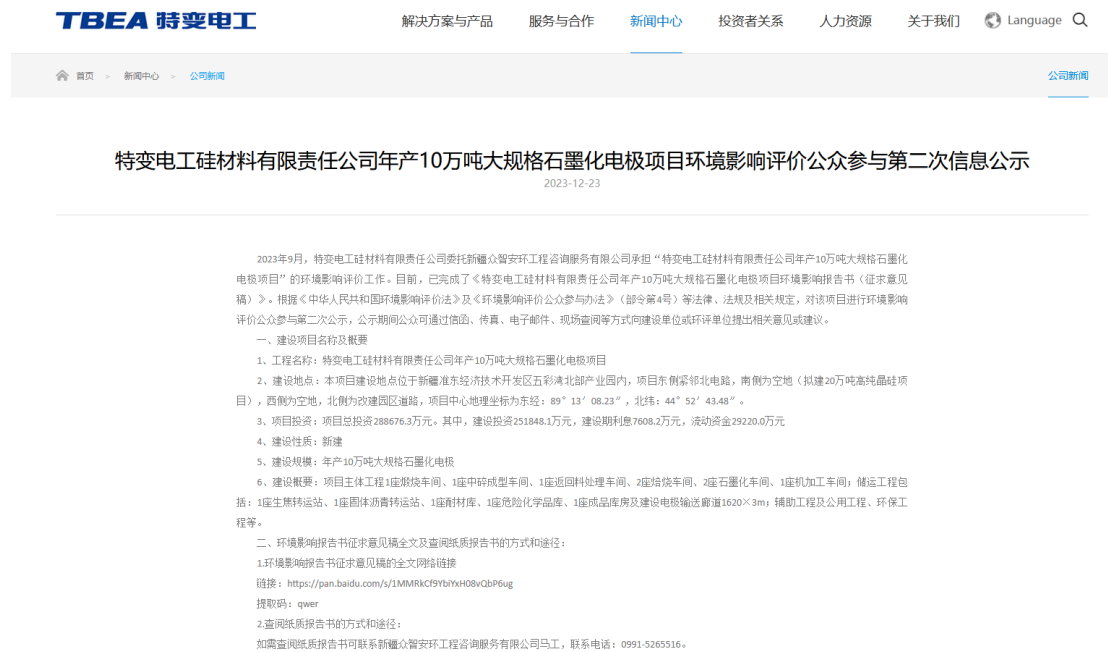 TBEA 特变电工
解决方案与产品 服务与合作 新闻中心 投资者关系 人力资源 关于我们 Language
首页 > 新闻中心 > 公司新闻 公司新闻
特变电工硅材料有限责任公司年产10万吨大规格石墨化电极项目环境影响评价公众参与第二次信息公示
2023-12-23
2023年9月，特变电工硅材料有限责任公司委托新疆众智安环工程咨询服务有限公司承担“特变电工硅材料有限责任公司年产10万吨大规格石墨化
电极项目”的环境影响评价工作。目前，已完成了《特变电工硅材料有限责任公司年产10万吨大规格石墨化电极项目环境影响报告书（征求意见
稿）》。根据《中华人民共和国环境影响评价法》及《环境影响评价公众参与办法》（部令第4号）等法律、法规及相关规定，对该项目进行环境影响
评价公众参与第二次公示，公示期间公众可通过信函、传真、电子邮件、现场查阅等方式向建设单位或环评单位提出相关意见或建议。
一、建设项目名称及概要
1、工程名称：特变电工硅材料有限责任公司年产10万吨大规格石墨化电极项目
2、建设地点：本项目建设地点位于新疆准东经济技术开发区五彩湾北部产业园内，项目东侧紧邻北电路，南侧为空地（拟建20万吨高纯晶硅项
目），西侧为空地，北侧为改建园区道路，项目中心地理坐标为东经：89°13′08.23″，北纬：44°52′43.48″。
3、项目投资：项目总投资288676.3万元。其中，建设投资251848.1万元，建设期利息7608.2万元，流动资金29220.0万元
4、建设性质：新建
5、建设规模：年产10万吨大规格石墨化电极
6、建设概要：项目主体工程1座煅烧车间、1座中碎成型车间、1座返回料处理车间、2座焙烧车间、2座石墨化车间、1座机加工车间；储运工程包
括：1座生焦转运站、1座固体沥青转运站、1座耐材库、1座危险化学品库、1座成品库房及建设电极输送廊道1620×3m；辅助工程及公用工程、环保工
程等。
二、环境影响报告书征求意见稿全文及查阅纸质报告书的方式和途径：
1.环境影响报告书征求意见稿的全文网络链接
链接：https://pan.baidu.com/s/1MMRkCf9YbiYxH08vQbP6ug
提取码：qwer
2.查阅纸质报告书的方式和途径：
如需查阅纸质报告书可联系新疆众智安环工程咨询服务有限公司马工，联系电话：0991-5265516。